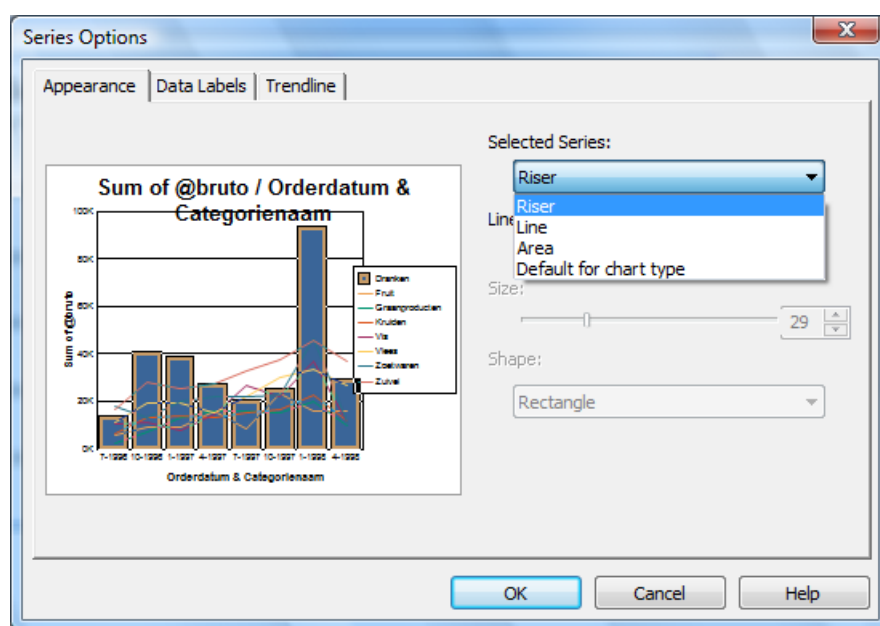 Series Options
Appearance
Data Labels
Trendline
Sum of @bruto / Orderdatum &
Categorienaam
100K
80K
60K
40K
20K
0K
Sum of @bruto
7-1996 10-1996 1-1997 4-1997 7-1997 10-1997 1-1998 4-1998
Orderdatum & Categorienaam
Dranken
Fruit
Graanproducten
Kruiden
Vis
Vlees
Zoetwaren
Zuivel
Selected Series:
Riser
Riser
Line
Area
Default for chart type
Line
Size:
29
Shape:
Rectangle
OK
Cancel
Help